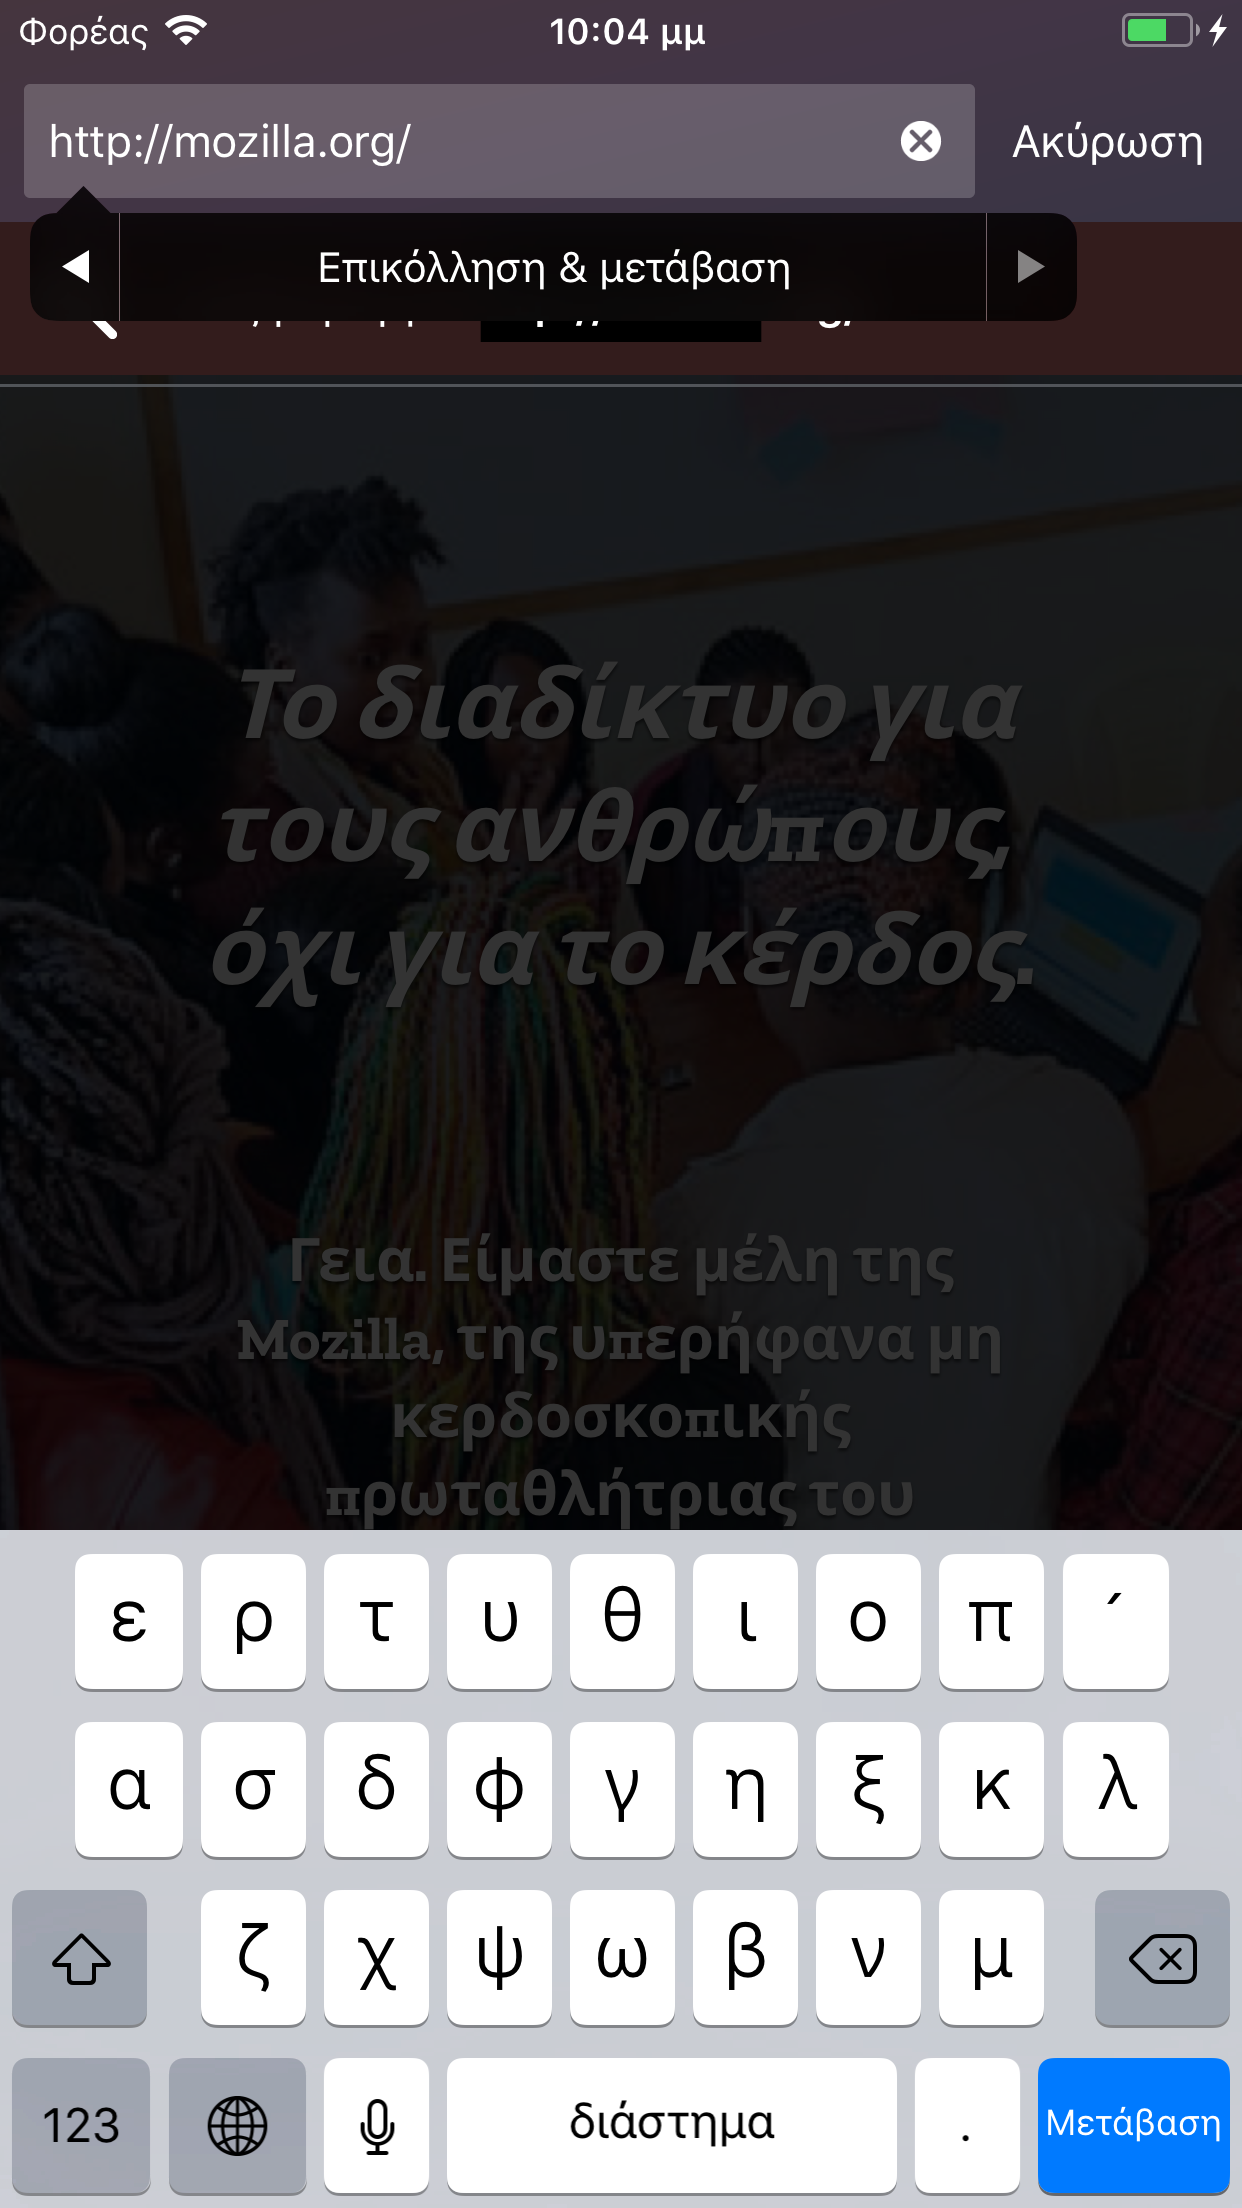 Φορέας 10:04 μμ
http://mozilla.org/ Ακύρωση
Επικόλληση & μετάβαση
Το διαδίκτυο για
τους ανθρώπους,
όχι για το κέρδος.
Γεια. Είμαστε μέλη της
Mozilla, της υπερήφανα μη
κερδοσκοπικής
πρωταθλήτριας του
ε ρ τ υ θ ι ο π ´
α σ δ φ γ η ξ κ λ
ζ χ ψ ω β ν μ
123 διάστημα . Μετάβαση